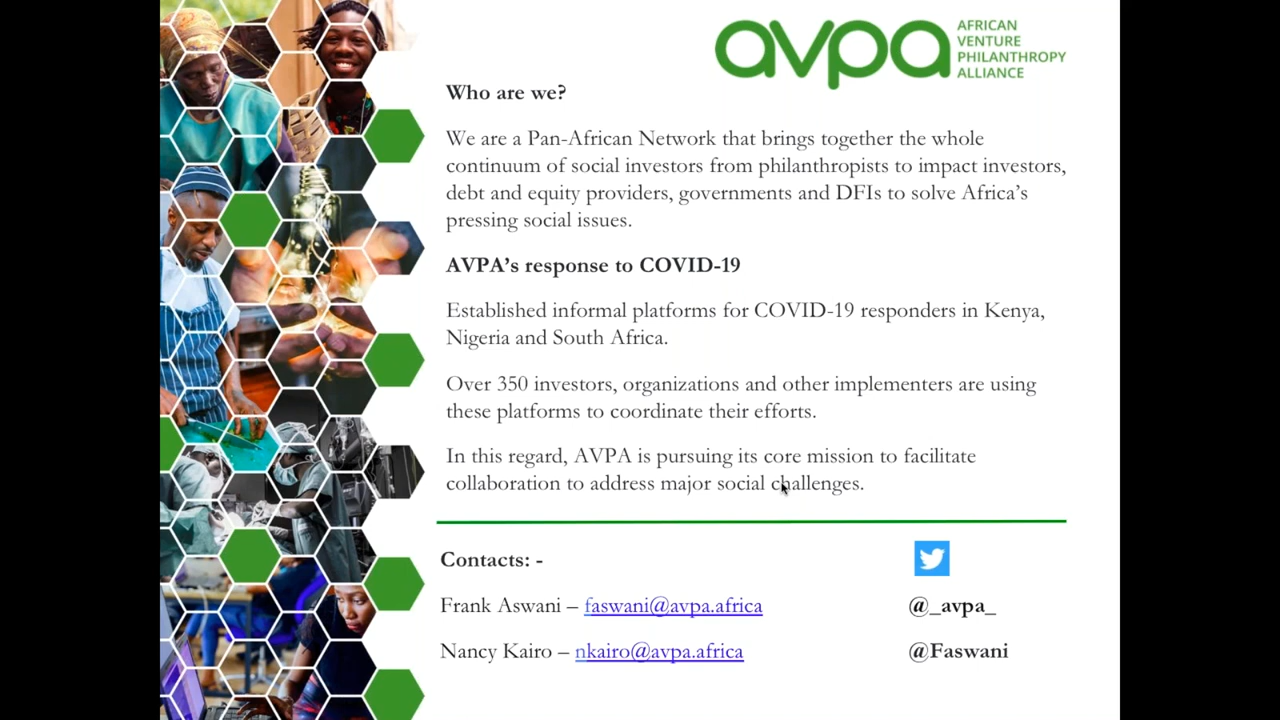 avpa
AFRICAN
VENTURE
PHILANTHROPY
ALLIANCE
Who are we?
We are a Pan-African Network that brings together the whole
continuum of social investors from philanthropists to impact investors,
debt and equity providers, governments and DFIs to solve Africa’s
pressing social issues.
AVPA’s response to COVID-19
Established informal platforms for COVID-19 responders in Kenya,
Nigeria and South Africa.
Over 350 investors, organizations and other implementers are using
these platforms to coordinate their efforts.
In this regard, AVPA is pursuing its core mission to facilitate
collaboration to address major social challenges.
Contacts: -
Frank Aswani – faswani@avpa.africa @_avpa_
Nancy Kairo – nkairo@avpa.africa @Faswani